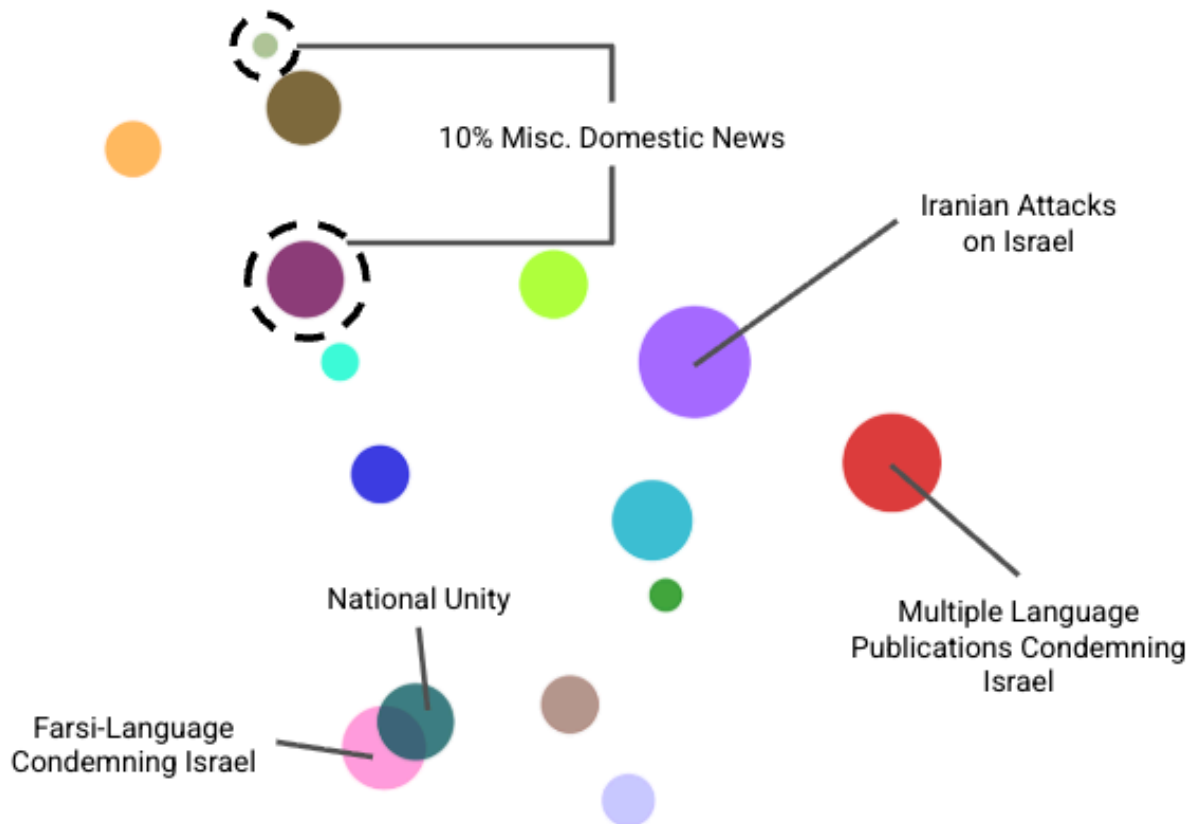 10% Misc. Domestic News
Iranian Attacks
on Israel
National Unity
Multiple Language
Publications Condemning
Israel
Farsi-Language
Condemning Israel